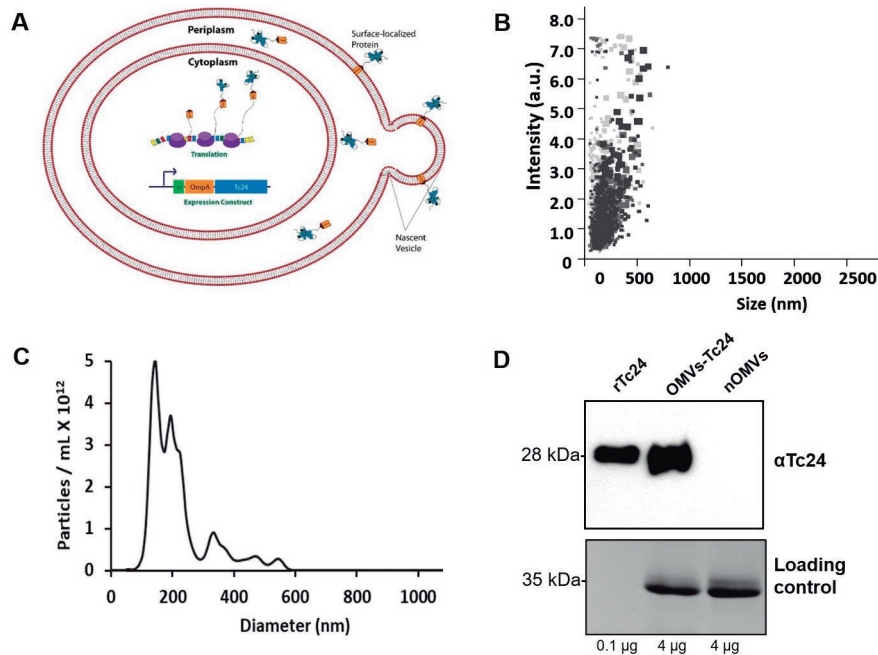 A
Periplasm
Cytoplasm
Surface-localized
Protein
Translation
OmpA
Tc24
Expression Construct
Nascent
Vesicle
B
Intensity (a.u.)
8.0
7.0
6.0
5.0
4.0
3.0
2.0
1.0
0
0
500
1000
1500
2000
2500
Size (nm)
C
Particles / mL X 10¹²
5
4
3
2
1
0
0
200
400
600
800
1000
Diameter (nm)
D
rTc24
OMVs-Tc24
nOMVs
28 kDa-
αTc24
35 kDa-
Loading
control
0.1 µg
4 µg
4 µg